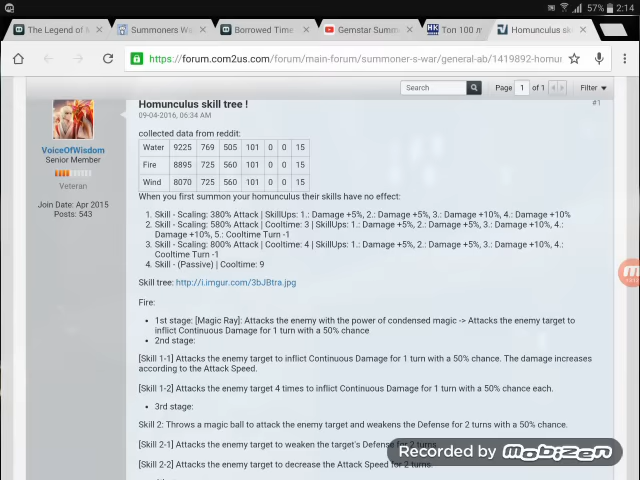 57% 2:14
The Legend of M
Summoners Wa
Borrowed Time
Gemstar Summ
Топ 100 m
Homunculus ski
https://forum.com2us.com/forum/main-forum/summoner-s-war/general-ab/1419892-homun
Search
Page 1 of 1
Filter
Homunculus skill tree !
#1
09-04-2016, 06:34 AM
VoiceOfWisdom
Senior Member
Veteran
Join Date: Apr 2015
Posts: 543
collected data from reddit:
Water 9225 769 505 101 0 0 15
Fire 8895 725 560 101 0 0 15
Wind 8070 725 560 101 0 0 15
When you first summon your homunculus their skills have no effect:
1. Skill - Scaling: 380% Attack | SkillUps: 1.: Damage +5%, 2.: Damage +5%, 3.: Damage +10%, 4.: Damage +10%
2. Skill - Scaling: 580% Attack | Cooltime: 3 | SkillUps: 1.: Damage +5%, 2.: Damage +5%, 3.: Damage +10%, 4.:
Damage +10%, 5.: Cooltime Turn -1
3. Skill - Scaling: 800% Attack | Cooltime: 4 | SkillUps: 1.: Damage +5%, 2.: Damage +5%, 3.: Damage +10%, 4.:
Cooltime Turn -1
4. Skill - (Passive) | Cooltime: 9
Skill tree: http://i.imgur.com/3bJBtra.jpg
Fire:
• 1st stage: [Magic Ray]: Attacks the enemy with the power of condensed magic -> Attacks the enemy target to
inflict Continuous Damage for 1 turn with a 50% chance
• 2nd stage:
[Skill 1-1] Attacks the enemy target to inflict Continuous Damage for 1 turn with a 50% chance. The damage increases
according to the Attack Speed.
[Skill 1-2] Attacks the enemy target 4 times to inflict Continuous Damage for 1 turn with a 50% chance each.
• 3rd stage:
Skill 2: Throws a magic ball to attack the enemy target and weakens the Defense for 2 turns with a 50% chance.
[Skill 2-1] Attacks the enemy target to weaken the target's Defense for 2 turns.
[Skill 2-2] Attacks the enemy target to decrease the Attack Speed for 2 turns.
Recorded by Mobizen